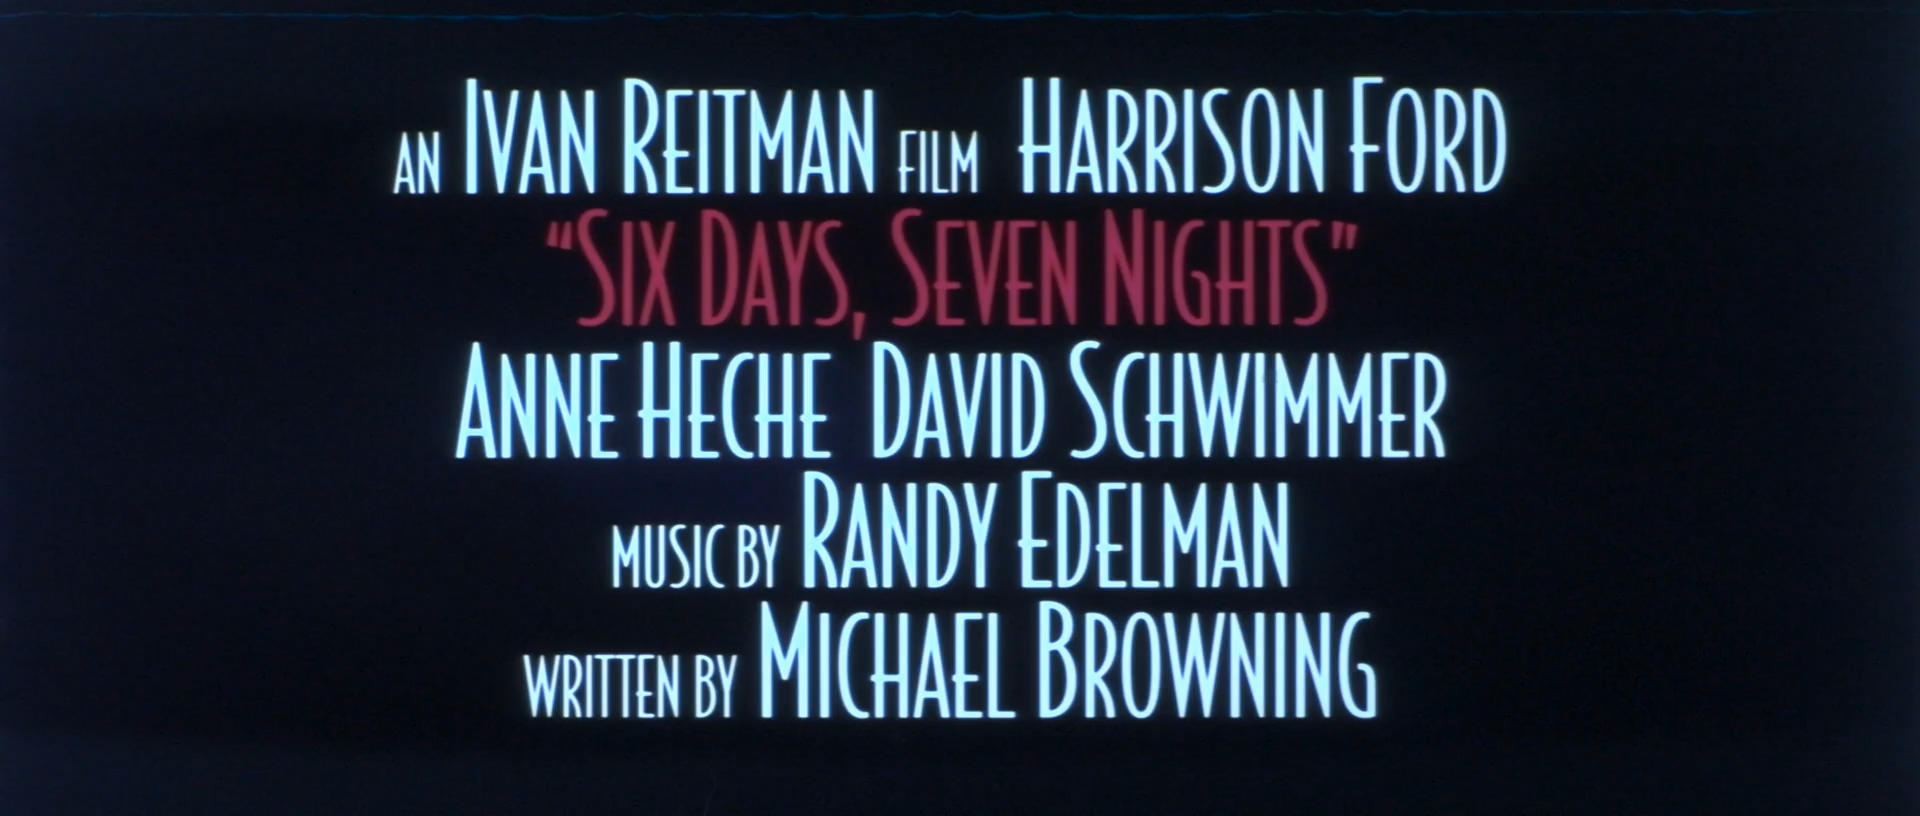 AN IVAN REITMAN FILM HARRISON FORD
“SIX DAYS, SEVEN NIGHTS”
ANNE HECHE DAVID SCHWIMMER
MUSIC BY RANDY EDELMAN
WRITTEN BY MICHAEL BROWNING